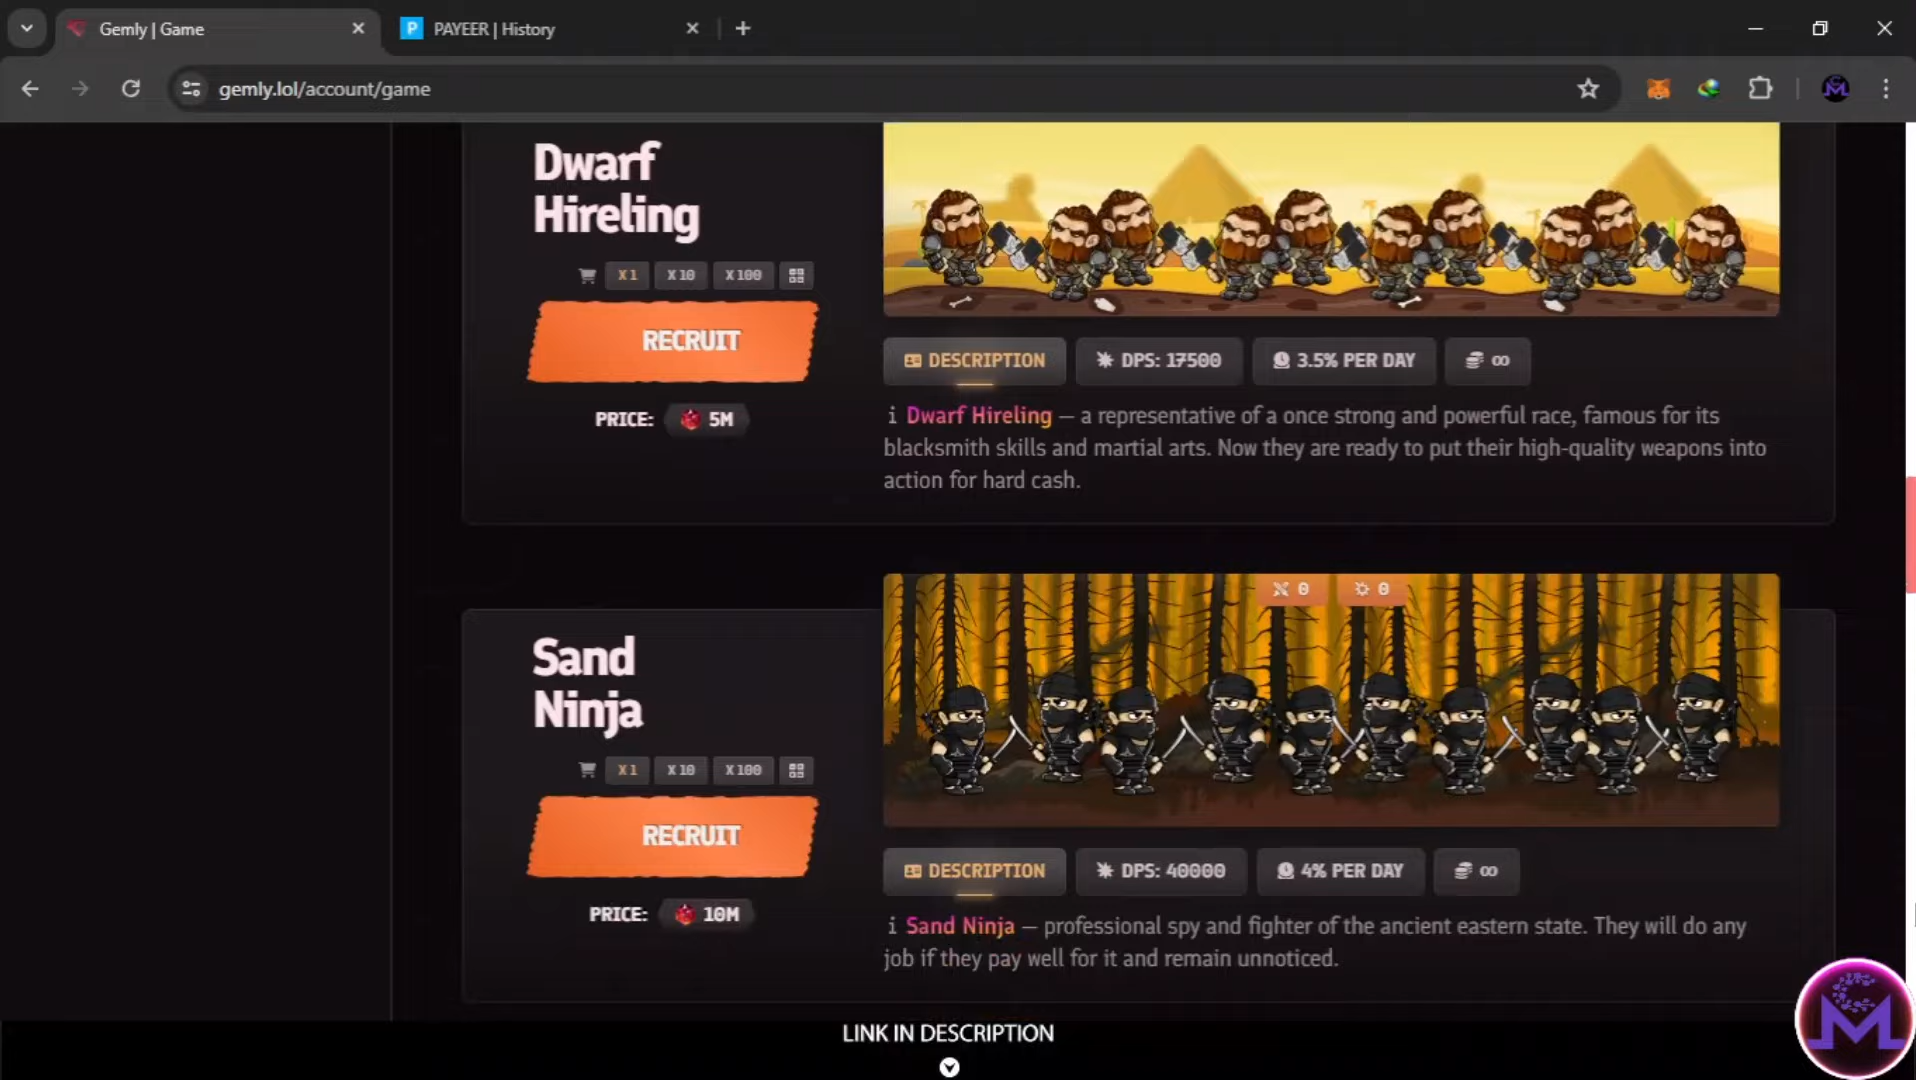 Gemly | Game
P PAYEER | History
gemly.lol/account/game
Dwarf
Hireling
X1 X10 X100
RECRUIT
PRICE: 5M
DESCRIPTION DPS: 17500 3.5% PER DAY ∞
i Dwarf Hireling — a representative of a once strong and powerful race, famous for its
blacksmith skills and martial arts. Now they are ready to put their high-quality weapons into
action for hard cash.
0 0
Sand
Ninja
X1 X10 X100
RECRUIT
PRICE: 10M
DESCRIPTION DPS: 40000 4% PER DAY ∞
i Sand Ninja — professional spy and fighter of the ancient eastern state. They will do any
job if they pay well for it and remain unnoticed.
LINK IN DESCRIPTION